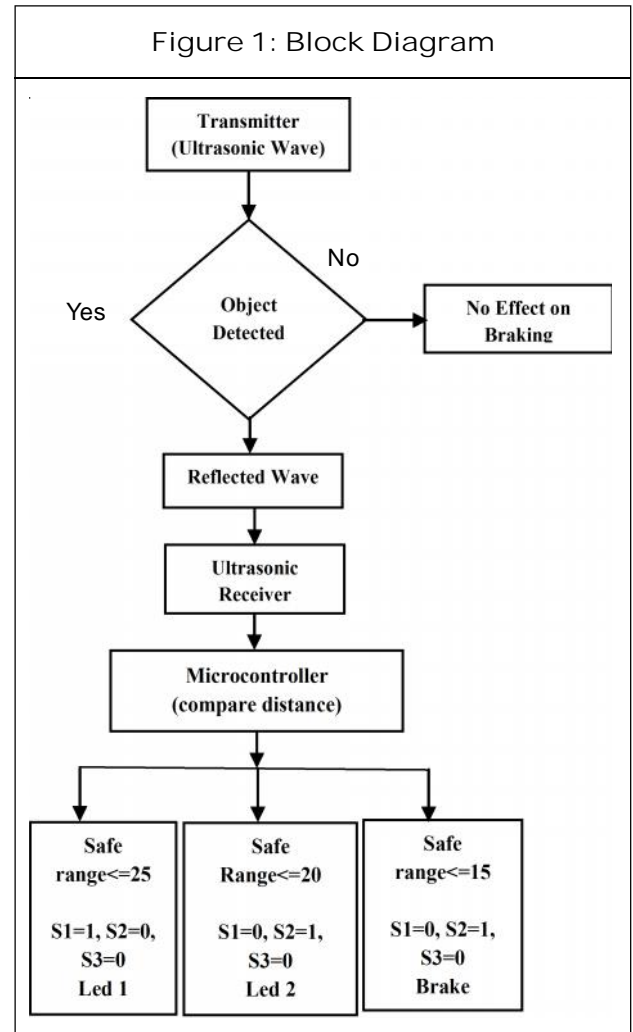 Figure 1: Block Diagram
Transmitter
(Ultrasonic Wave)
No
Yes
Object
Detected
No Effect on
Braking
Reflected Wave
Ultrasonic
Receiver
Microcontroller
(compare distance)
Safe
range<=25
S1=1, S2=0,
S3=0
Led 1
Safe
Range<=20
S1=0, S2=1,
S3=0
Led 2
Safe
range<=15
S1=0, S2=1,
S3=0
Brake